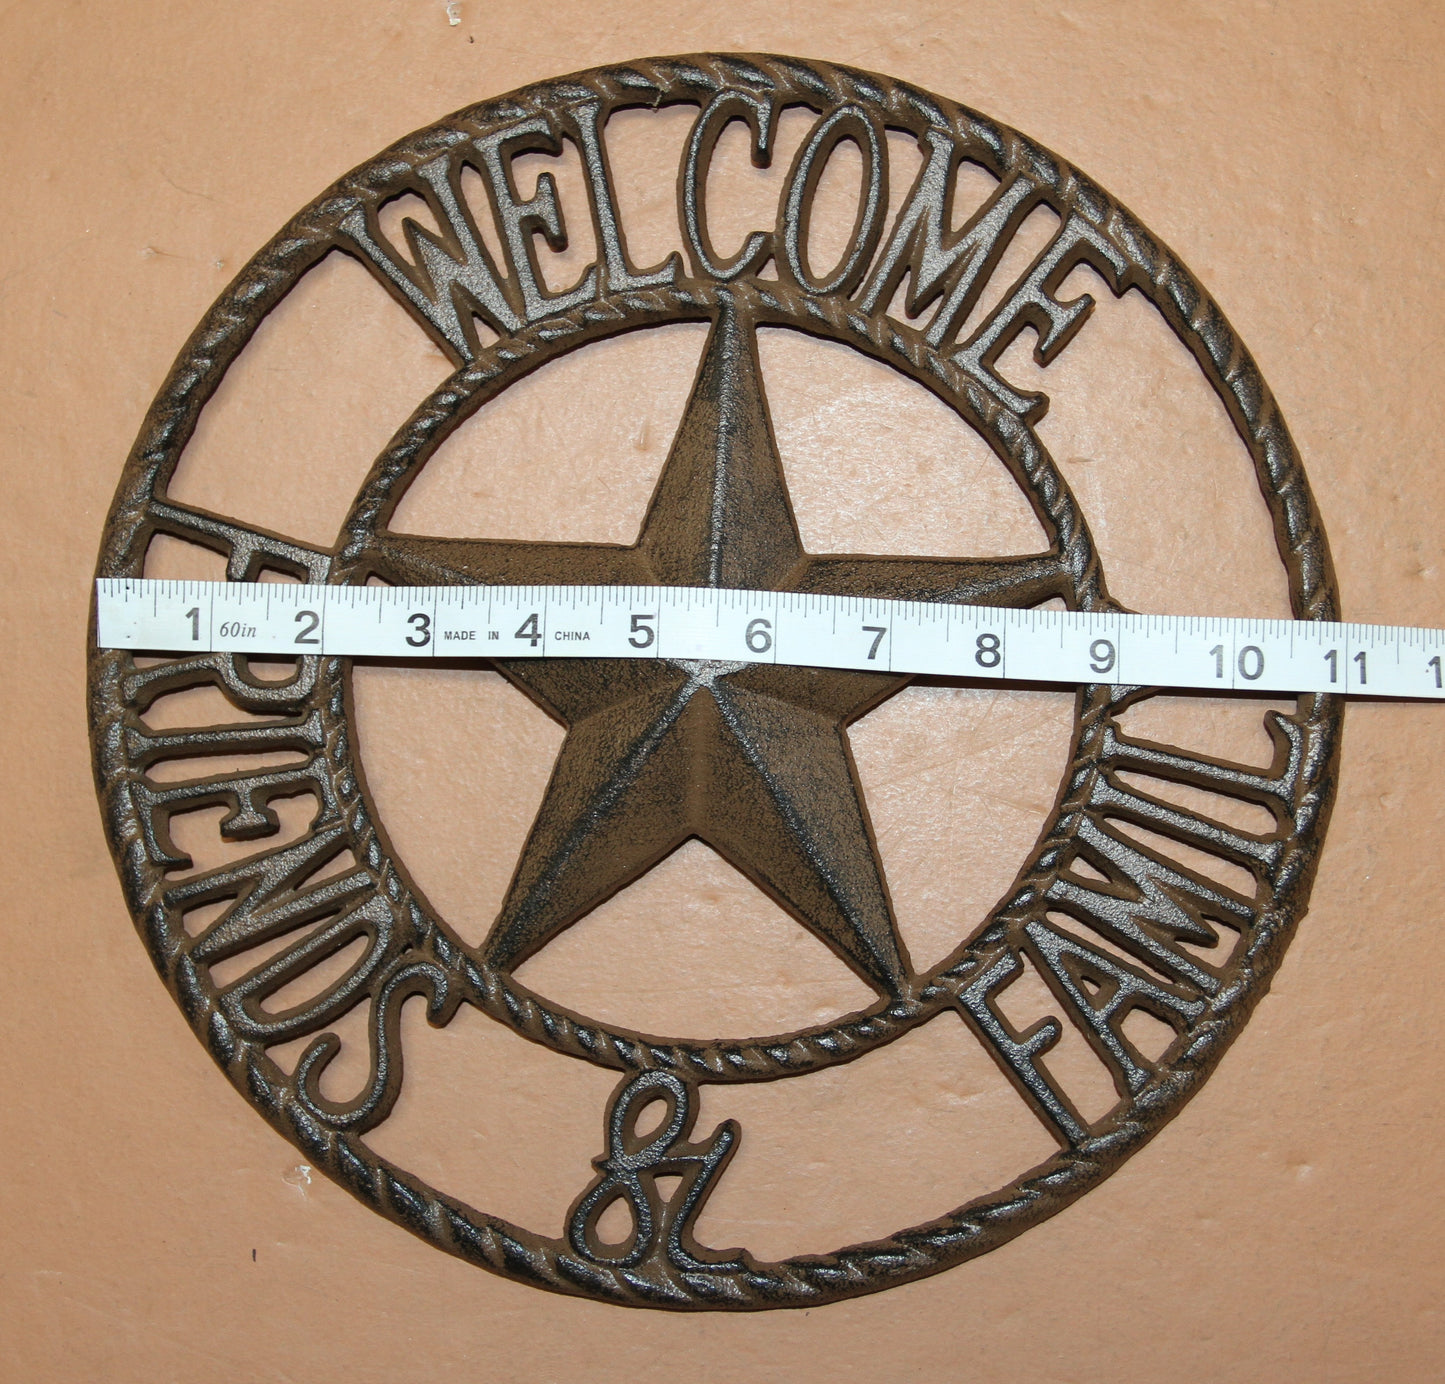 WELCOME
FRIENDS
&
FAMILY
1 60in 2 3 MADE IN 4 CHINA 5 6 7 8 9 10 11